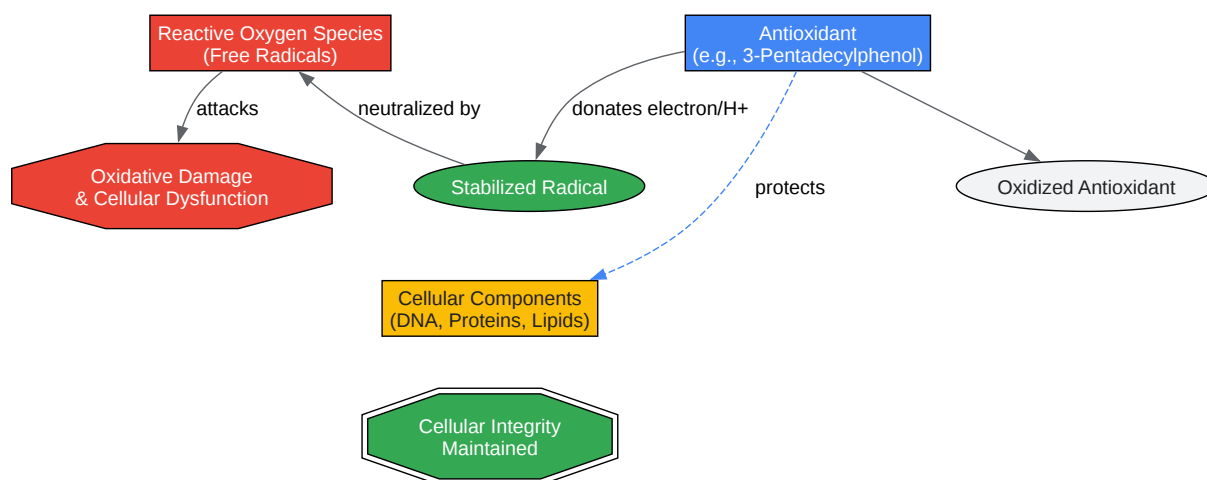 Reactive Oxygen Species
(Free Radicals)
Antioxidant
(e.g., 3-Pentadecylphenol)
attacks
neutralized by
donates electron/H+
Oxidative Damage
& Cellular Dysfunction
Stabilized Radical
protects
Oxidized Antioxidant
Cellular Components
(DNA, Proteins, Lipids)
Cellular Integrity
Maintained